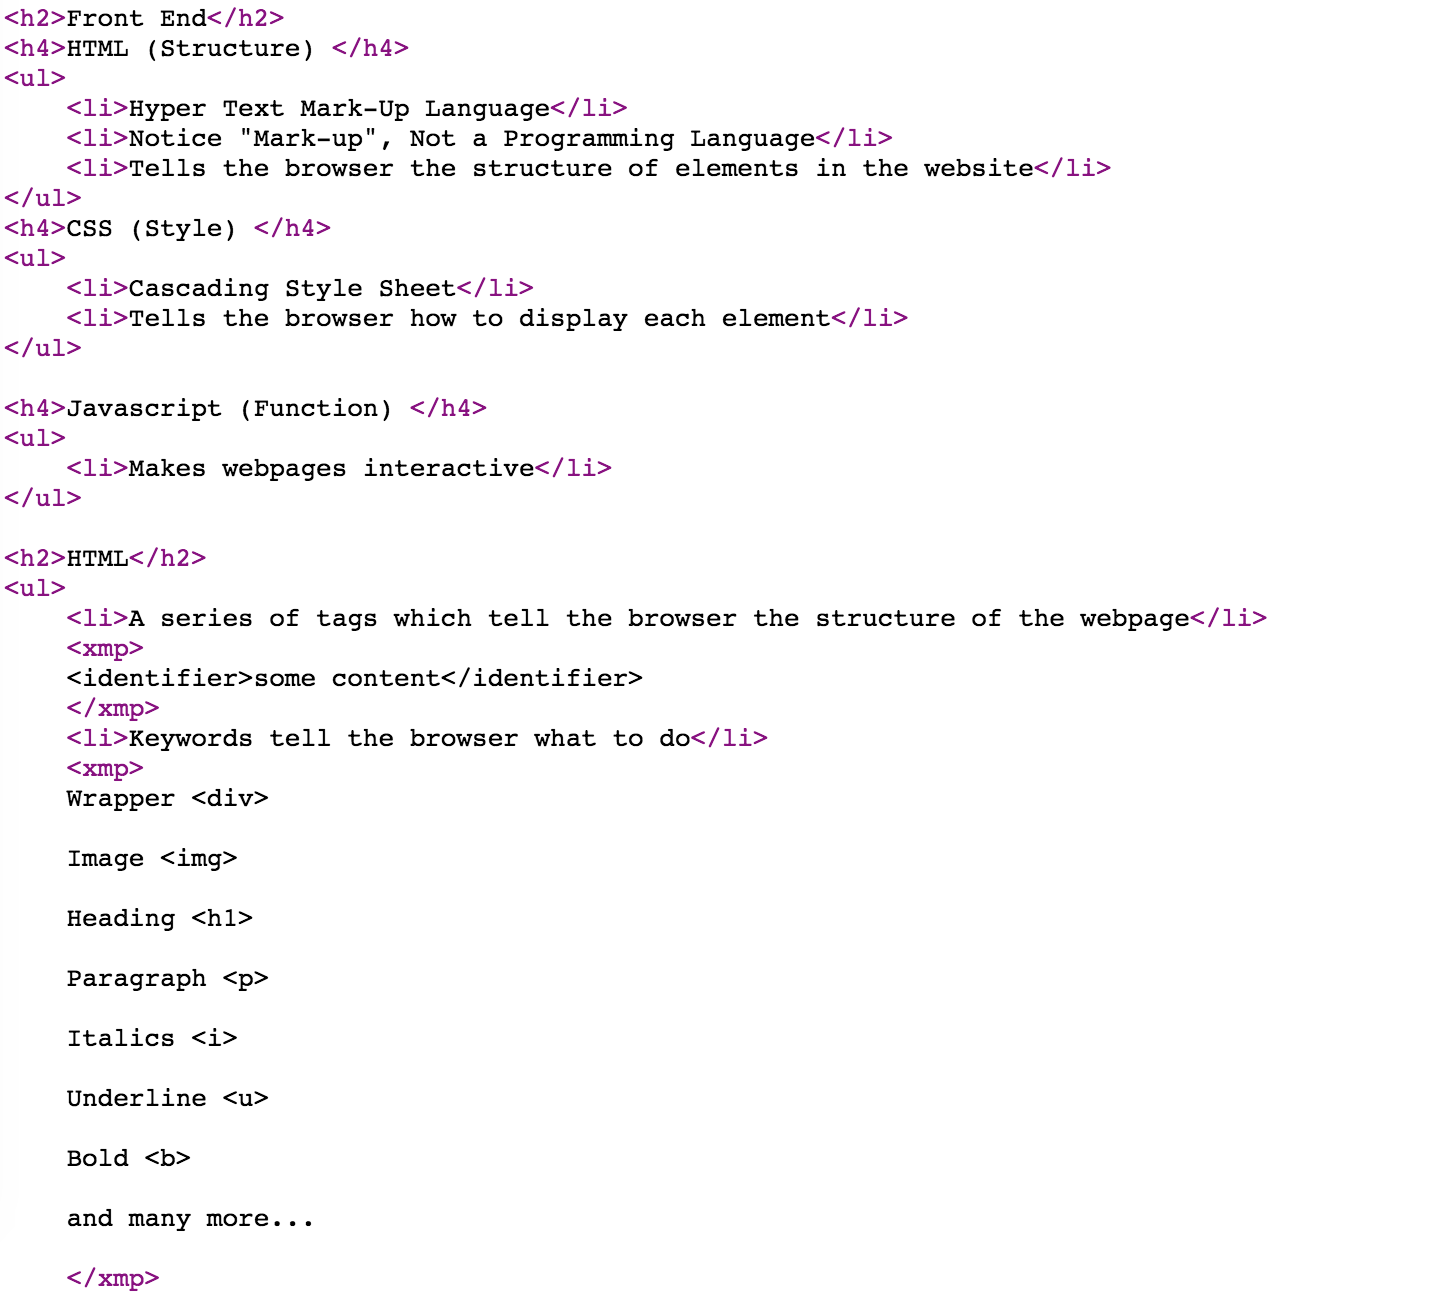 <h2>Front End</h2>
<h4>HTML (Structure) </h4>
<ul>
    <li>Hyper Text Mark-Up Language</li>
    <li>Notice "Mark-up", Not a Programming Language</li>
    <li>Tells the browser the structure of elements in the website</li>
</ul>
<h4>CSS (Style) </h4>
<ul>
    <li>Cascading Style Sheet</li>
    <li>Tells the browser how to display each element</li>
</ul>

<h4>Javascript (Function) </h4>
<ul>
    <li>Makes webpages interactive</li>
</ul>

<h2>HTML</h2>
<ul>
    <li>A series of tags which tell the browser the structure of the webpage</li>
    <xmp>
    <identifier>some content</identifier>
    </xmp>
    <li>Keywords tell the browser what to do</li>
    <xmp>
    Wrapper <div>

    Image <img>

    Heading <h1>

    Paragraph <p>

    Italics <i>

    Underline <u>

    Bold <b>

    and many more...

    </xmp>